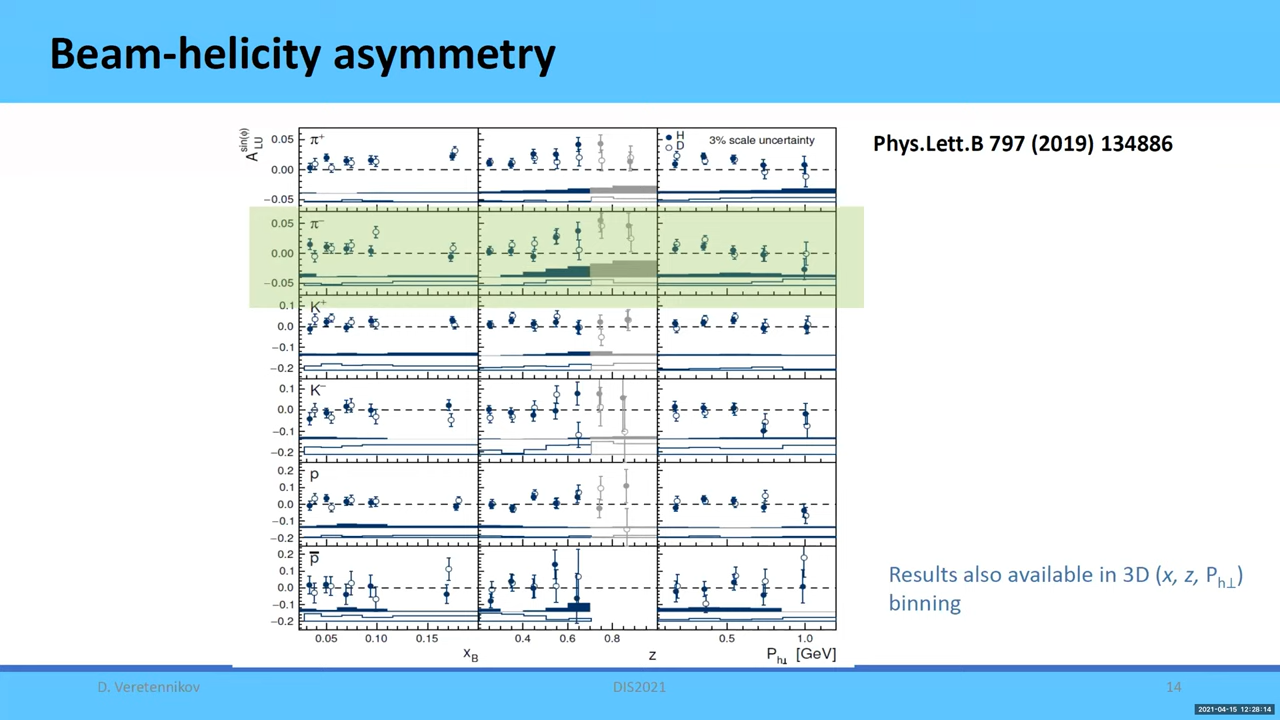 Beam-helicity asymmetry
A_LU^sin(ϕ)
0.05
0.00
−0.05
π⁺
H
D
3% scale uncertainty
Phys.Lett.B 797 (2019) 134886
0.05
0.00
−0.05
π⁻
0.1
0.0
−0.1
−0.2
K⁺
0.1
0.0
−0.1
−0.2
K⁻
0.2
0.1
0.0
−0.1
−0.2
p
0.2
0.1
0.0
−0.1
−0.2
p̅
Results also available in 3D (x, z, P_h⊥)
binning
0.05 0.10 0.15 0.4 0.6 0.8 0.5 1.0
x_B z P_h⊥ [GeV]
D. Veretennikov DIS2021 14
2021-04-15 12:28:14